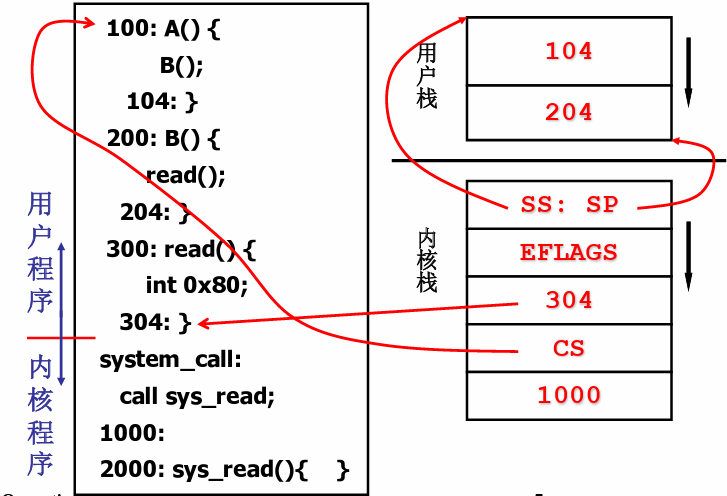 100: A() {
B();
104: }
200: B() {
read();
204: }
300: read() {
int 0x80;
304: }
system_call:
call sys_read;
1000:
2000: sys_read(){ }
用户程序
内核程序
用户栈
104
204
内核栈
SS: SP
EFLAGS
304
CS
1000